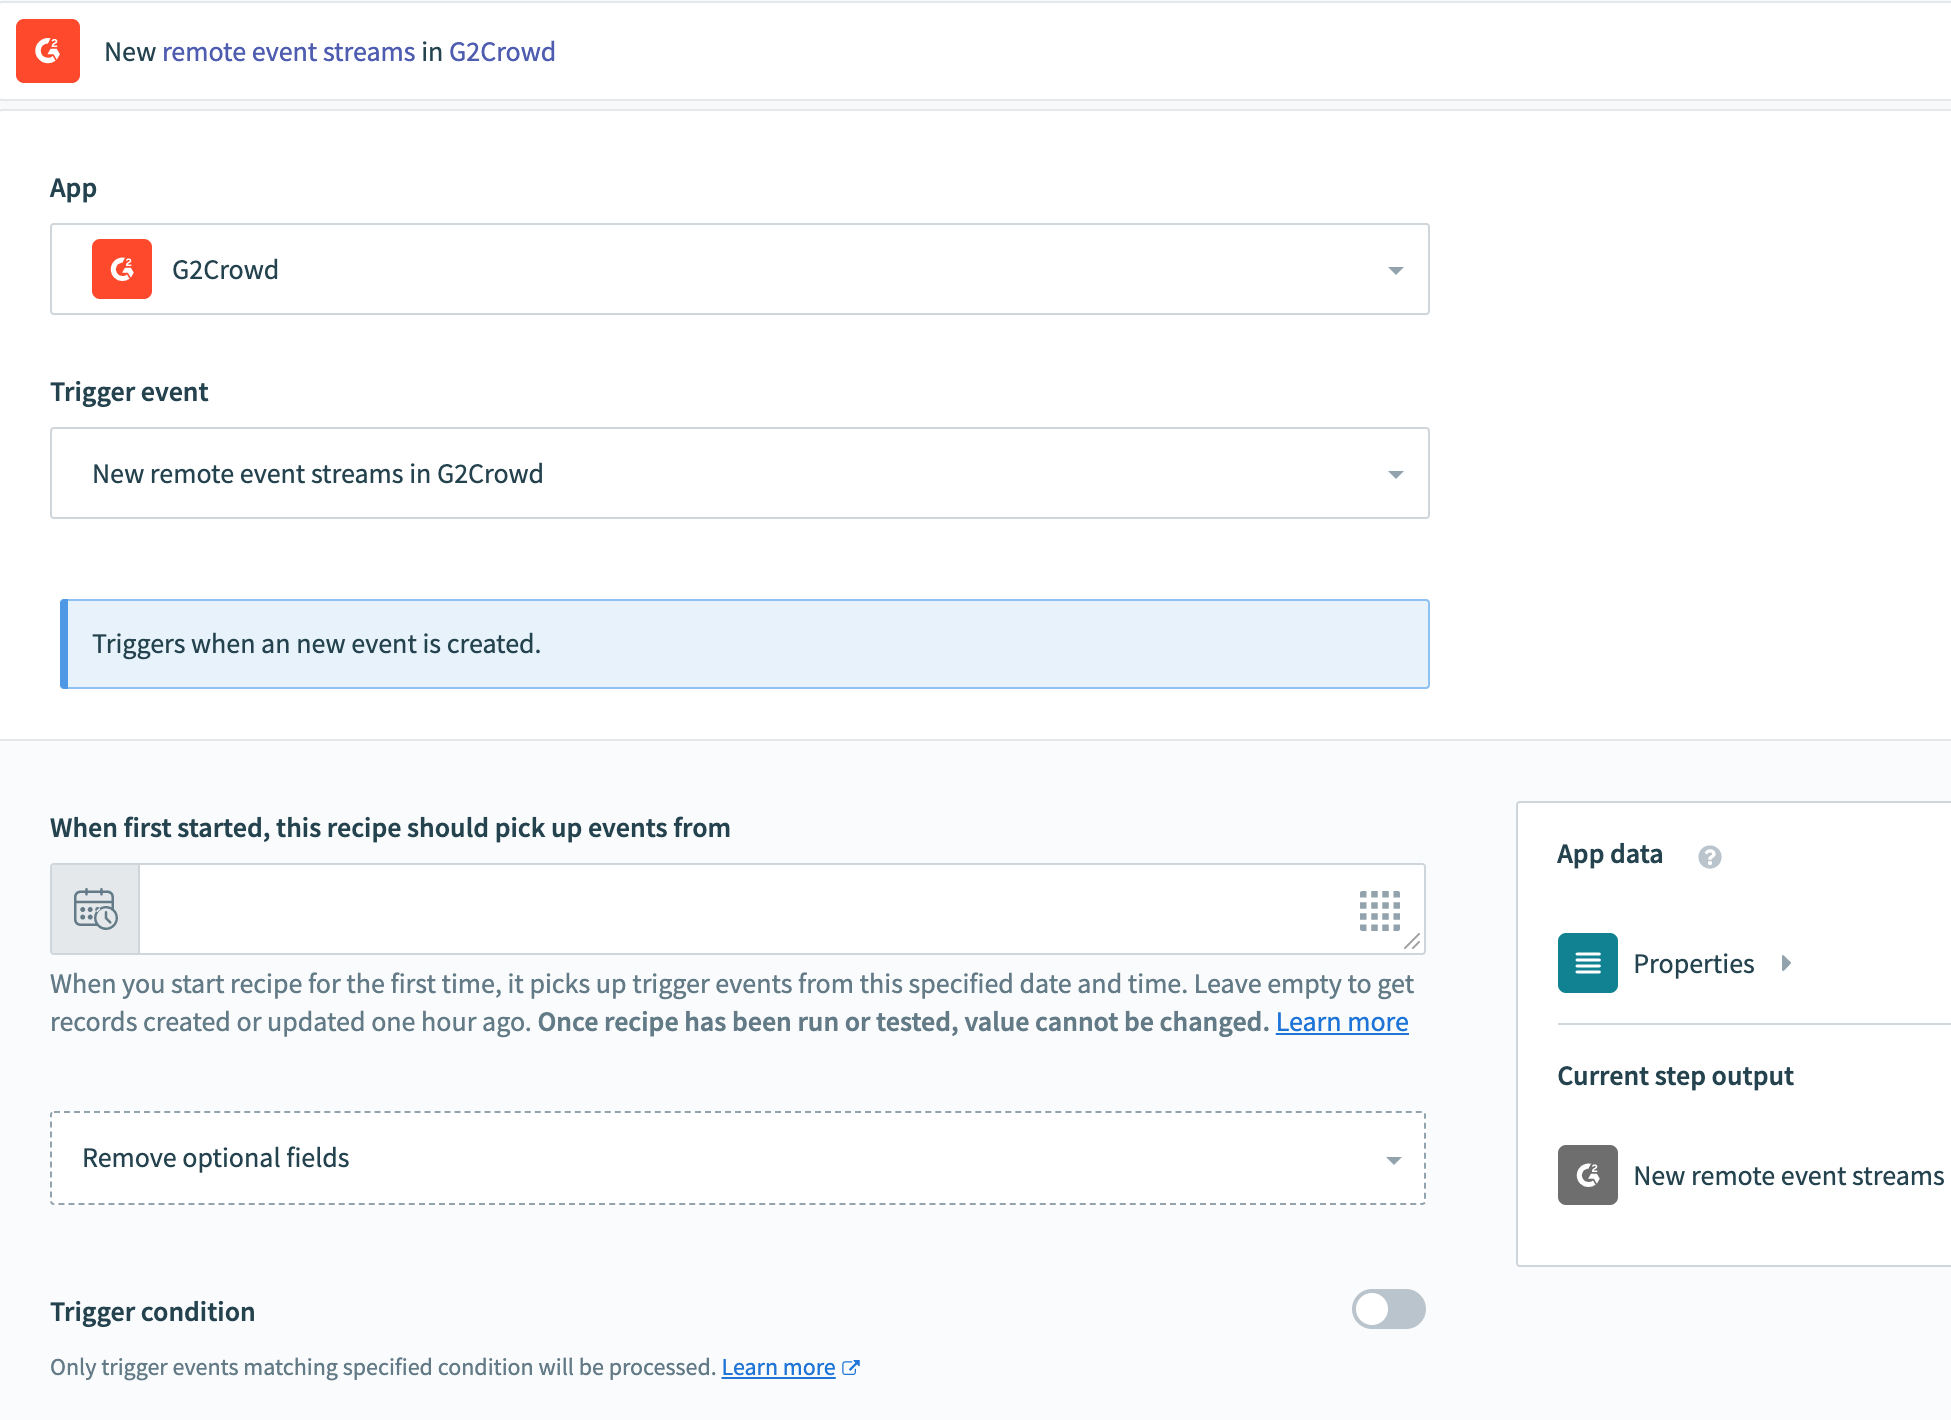 New remote event streams in G2Crowd
App
G2Crowd
Trigger event
New remote event streams in G2Crowd
Triggers when an new event is created.
When first started, this recipe should pick up events from
When you start recipe for the first time, it picks up trigger events from this specified date and time. Leave empty to get
records created or updated one hour ago. Once recipe has been run or tested, value cannot be changed. Learn more
Remove optional fields
Trigger condition
Only trigger events matching specified condition will be processed. Learn more
App data ?
Properties
Current step output
New remote event streams